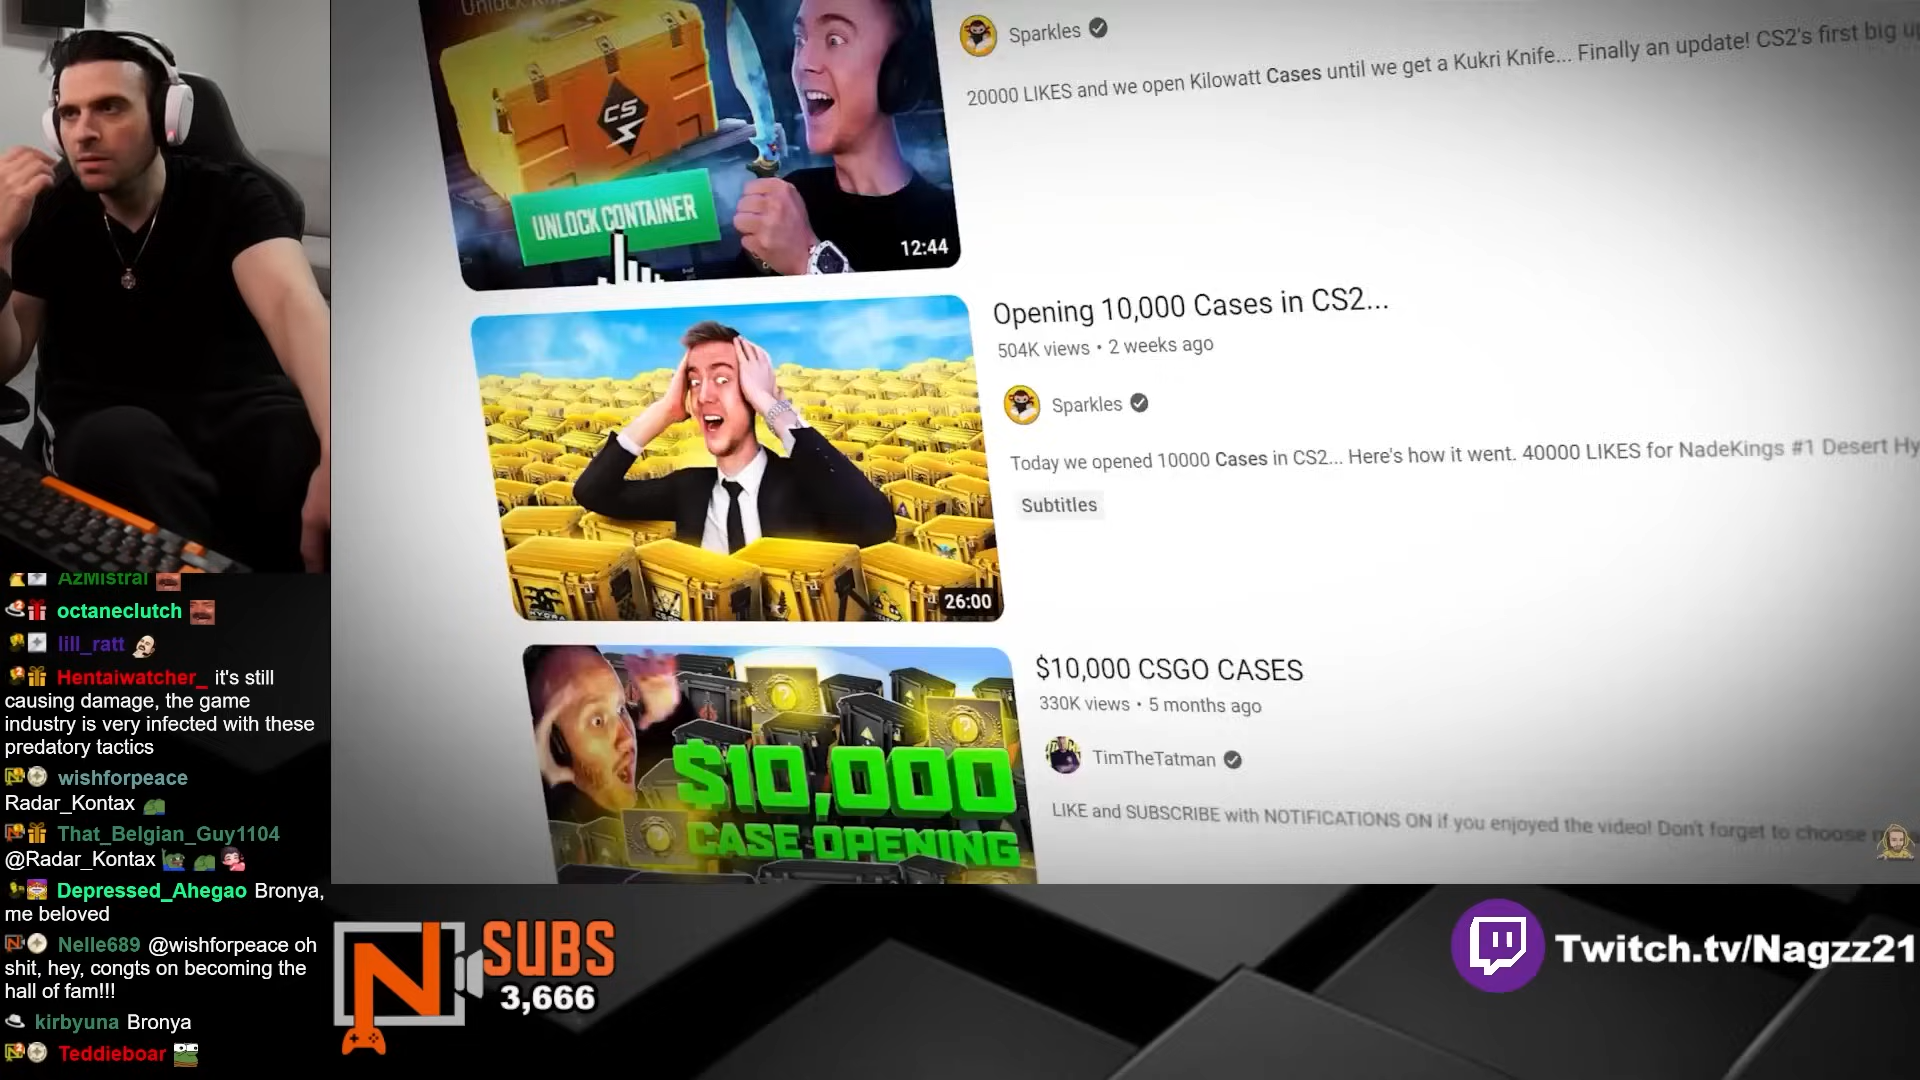 Sparkles
20000 LIKES and we open Kilowatt Cases until we get a Kukri Knife... Finally an update! CS2's first big
CS
UNLOCK CONTAINER
12:44
Opening 10,000 Cases in CS2...
504K views • 2 weeks ago
Sparkles
Today we opened 10000 Cases in CS2... Here's how it went. 40000 LIKES for NadeKings #1 Desert Hy
Subtitles
26:00
$10,000 CSGO CASES
330K views • 5 months ago
TimTheTatman
LIKE and SUBSCRIBE with NOTIFICATIONS ON if you enjoyed the video! Don't forget to choose
$10,000
CASE OPENING
AzMistral
octaneclutch
lill_ratt
Hentaiwatcher_ it's still
causing damage, the game
industry is very infected with these
predatory tactics
wishforpeace
Radar_Kontax
That_Belgian_Guy1104
@Radar_Kontax
Depressed_Ahegao Bronya,
me beloved
Nelle689 @wishforpeace oh
shit, hey, congts on becoming the
hall of fam!!!
kirbyuna Bronya
Teddieboar
N SUBS
3,666
Twitch.tv/Nagzz21